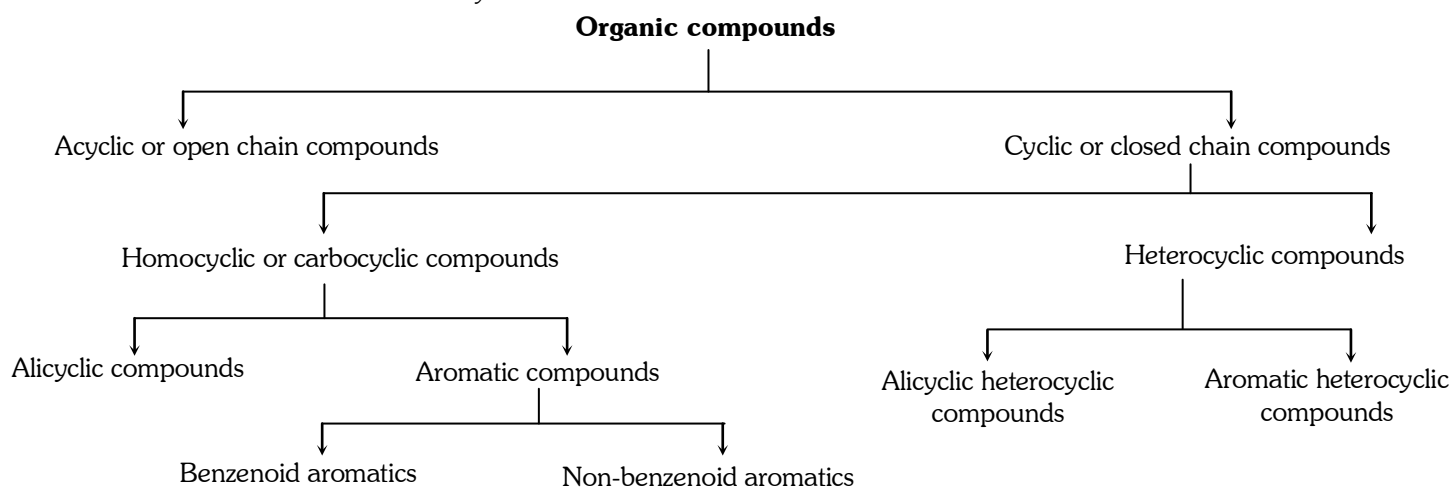 Organic compounds
Acyclic or open chain compounds
Cyclic or closed chain compounds
Homocyclic or carbocyclic compounds
Heterocyclic compounds
Alicyclic compounds
Aromatic compounds
Alicyclic heterocyclic
compounds
Aromatic heterocyclic
compounds
Benzenoid aromatics
Non-benzenoid aromatics